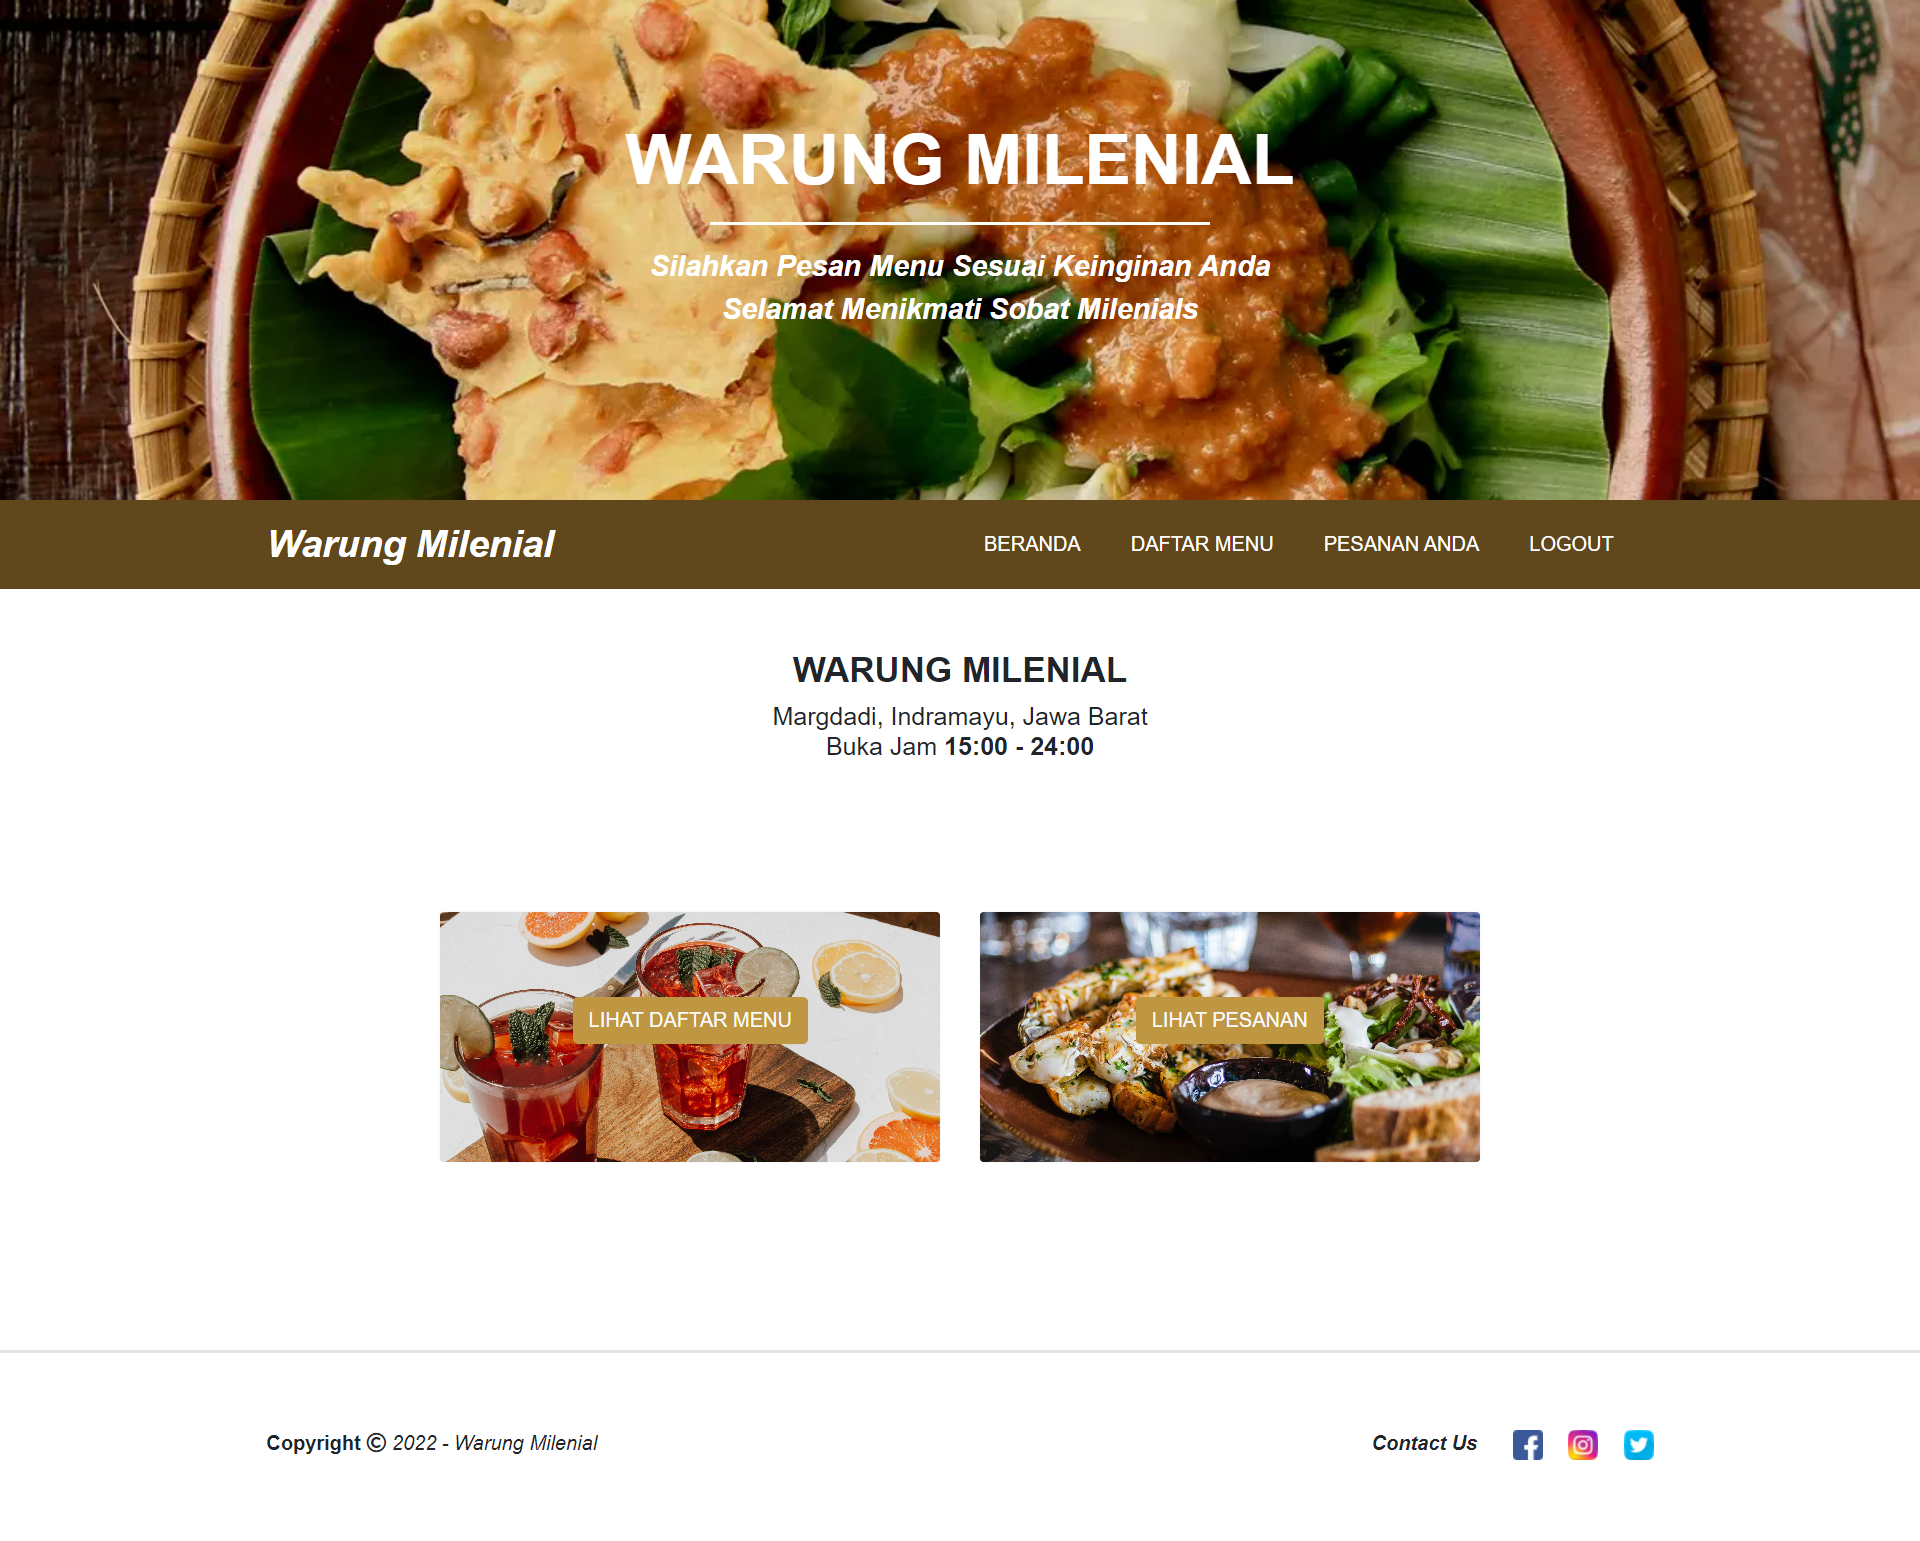 WARUNG MILENIAL
Silahkan Pesan Menu Sesuai Keinginan Anda
Selamat Menikmati Sobat Milenials
Warung Milenial
BERANDA DAFTAR MENU PESANAN ANDA LOGOUT
WARUNG MILENIAL
Margdadi, Indramayu, Jawa Barat
Buka Jam 15:00 - 24:00
LIHAT DAFTAR MENU
LIHAT PESANAN
Copyright © 2022 - Warung Milenial
Contact Us